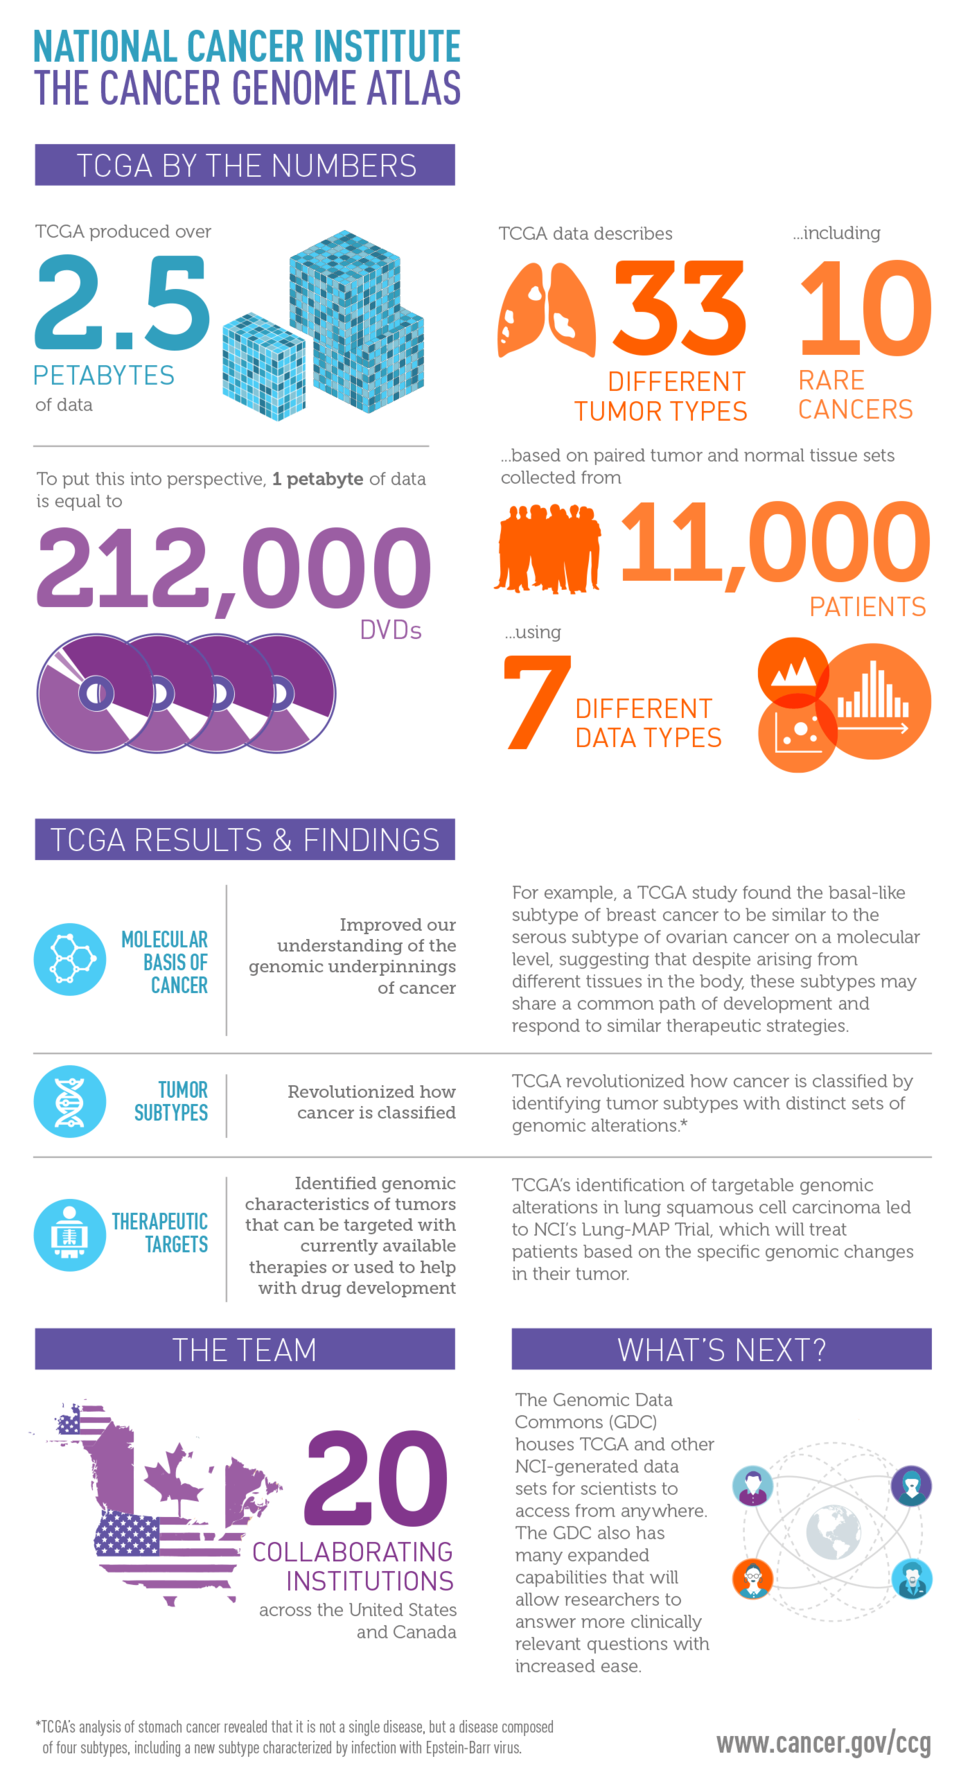 NATIONAL CANCER INSTITUTE
THE CANCER GENOME ATLAS
TCGA BY THE NUMBERS
TCGA produced over
2.5
PETABYTES
of data
To put this into perspective, 1 petabyte of data
is equal to
212,000
DVDs
TCGA data describes
33
DIFFERENT
TUMOR TYPES
...including
10
RARE
CANCERS
...based on paired tumor and normal tissue sets
collected from
11,000
PATIENTS
...using
7
DIFFERENT
DATA TYPES
TCGA RESULTS & FINDINGS
MOLECULAR
BASIS OF
CANCER
Improved our
understanding of the
genomic underpinnings
of cancer
For example, a TCGA study found the basal-like
subtype of breast cancer to be similar to the
serous subtype of ovarian cancer on a molecular
level, suggesting that despite arising from
different tissues in the body, these subtypes may
share a common path of development and
respond to similar therapeutic strategies.
TUMOR
SUBTYPES
Revolutionized how
cancer is classified
TCGA revolutionized how cancer is classified by
identifying tumor subtypes with distinct sets of
genomic alterations.*
THERAPEUTIC
TARGETS
Identified genomic
characteristics of tumors
that can be targeted with
currently available
therapies or used to help
with drug development
TCGA's identification of targetable genomic
alterations in lung squamous cell carcinoma led
to NCI's Lung-MAP Trial, which will treat
patients based on the specific genomic changes
in their tumor.
THE TEAM
20
COLLABORATING
INSTITUTIONS
across the United States
and Canada
WHAT'S NEXT?
The Genomic Data
Commons (GDC)
houses TCGA and other
NCI-generated data
sets for scientists to
access from anywhere.
The GDC also has
many expanded
capabilities that will
allow researchers to
answer more clinically
relevant questions with
increased ease.
*TCGA's analysis of stomach cancer revealed that it is not a single disease, but a disease composed
of four subtypes, including a new subtype characterized by infection with Epstein-Barr virus.
www.cancer.gov/ccg